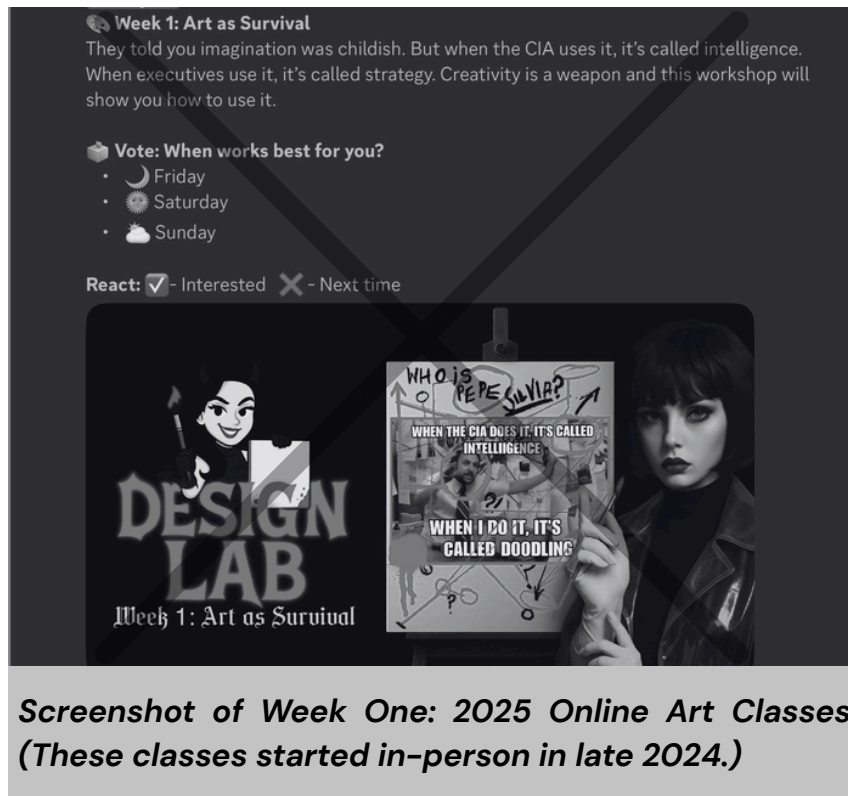 🎨 Week 1: Art as Survival
They told you imagination was childish. But when the CIA uses it, it's called intelligence.
When executives use it, it's called strategy. Creativity is a weapon and this workshop will
show you how to use it.
🗳️ Vote: When works best for you?
• 🌙 Friday
• 🌞 Saturday
• 🌥️ Sunday
React: ☑️ - Interested ❌ - Next time
WHO iS
PEPE SILVIA?
WHEN THE CIA DOES IT, IT'S CALLED
INTELLIIGENCE
?!
WHEN I DO IT, IT'S
CALLED DOODLING
?
DESIGN
LAB
Week 1: Art as Survival
Screenshot of Week One: 2025 Online Art Classes
(These classes started in-person in late 2024.)